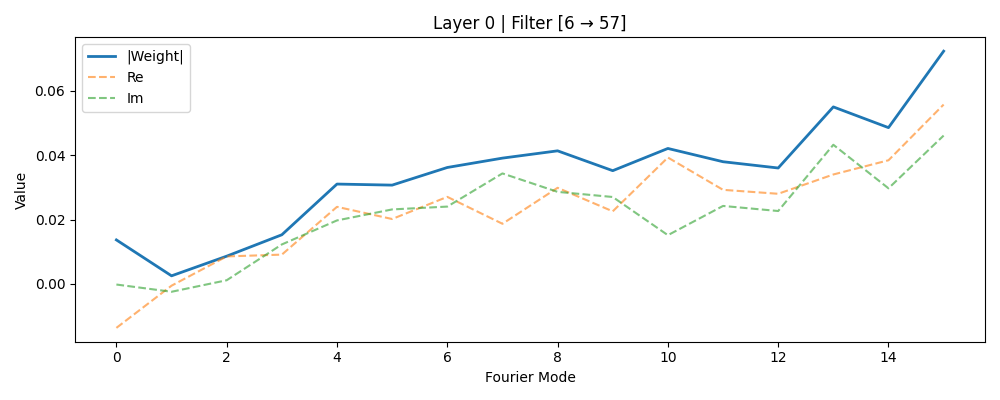 Layer 0 | Filter [6 → 57]
|Weight|
Re
Im
0.06
0.04
0.02
0.00
Value
0 2 4 6 8 10 12 14
Fourier Mode